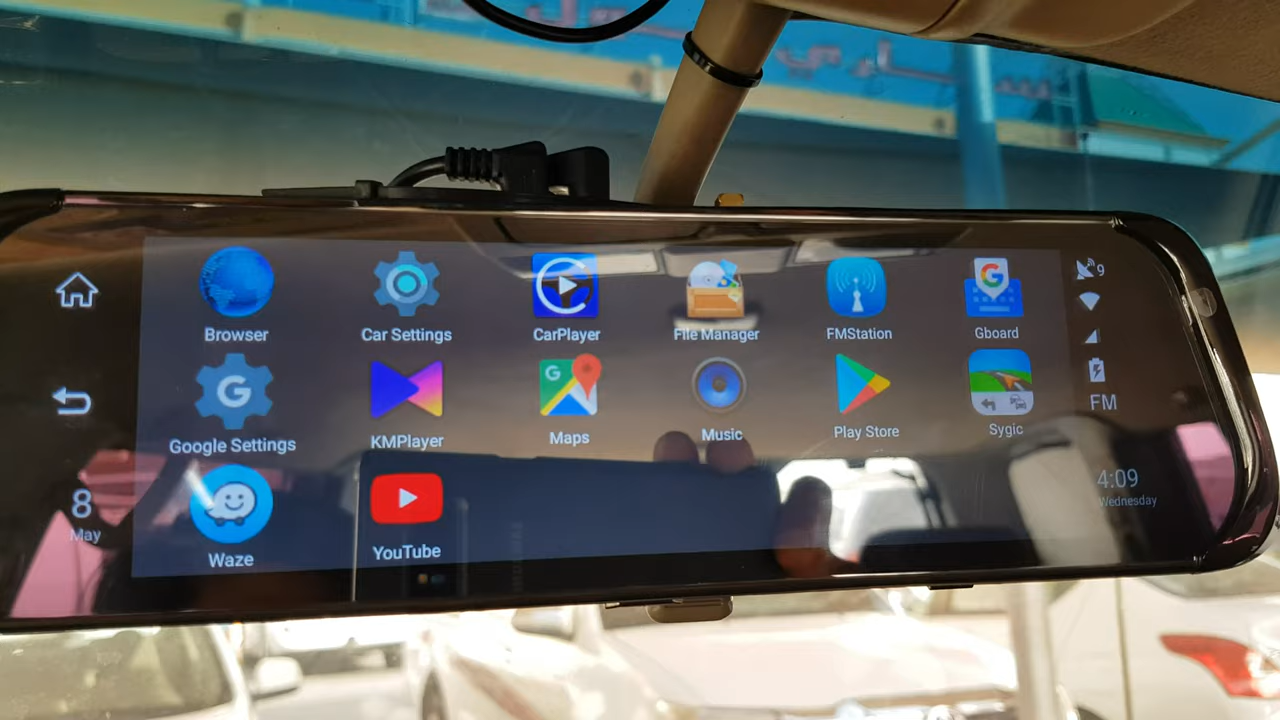 Browser
Car Settings
CarPlayer
File Manager
FMStation
Gboard
9
Google Settings
KMPlayer
Maps
Music
Play Store
Sygic
FM
8
May
Waze
YouTube
4:09
Wednesday